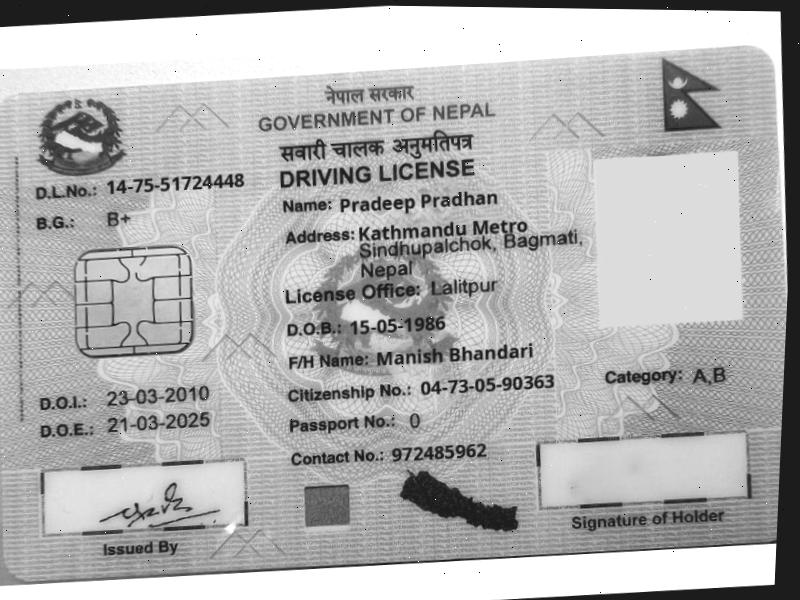 नेपाल सरकार
GOVERNMENT OF NEPAL
सवारी चालक अनुमतिपत्र
DRIVING LICENSE
D.L.No.: 14-75-51724448
B.G.: B+
Name: Pradeep Pradhan
Address: Kathmandu Metro
Sindhupalchok, Bagmati,
Nepal
License Office: Lalitpur
D.O.B.: 15-05-1986
F/H Name: Manish Bhandari
Citizenship No.: 04-73-05-90363
Category: A,B
D.O.I.: 23-03-2010
D.O.E.: 21-03-2025
Passport No.: 0
Contact No.: 972485962
Issued By
Signature of Holder